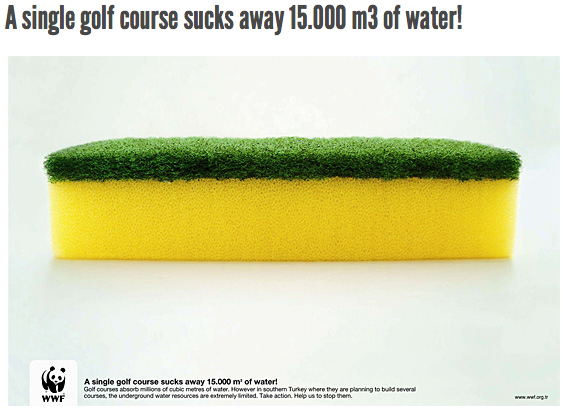 A single golf course sucks away 15.000 m3 of water!
A single golf course sucks away 15.000 m³ of water!
Golf courses absorb millions of cubic metres of water. However in southern Turkey where they are planning to build several
courses, the underground water resources are extremely limited. Take action. Help us to stop them.
WWF
www.wwf.org.tr